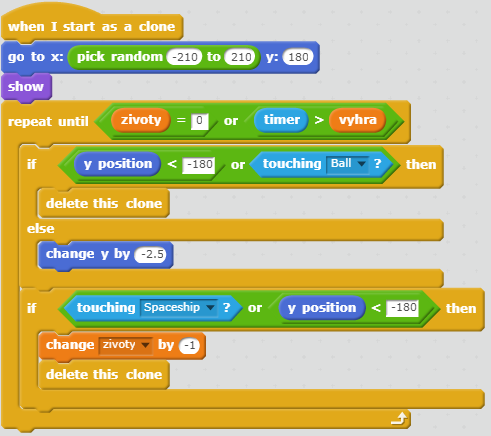 when I start as a clone
go to x: pick random -210 to 210 y: 180
show
repeat until zivoty = 0 or timer > vyhra
if y position < -180 or touching Ball ? then
delete this clone
else
change y by -2.5
if touching Spaceship ? or y position < -180 then
change zivoty by -1
delete this clone